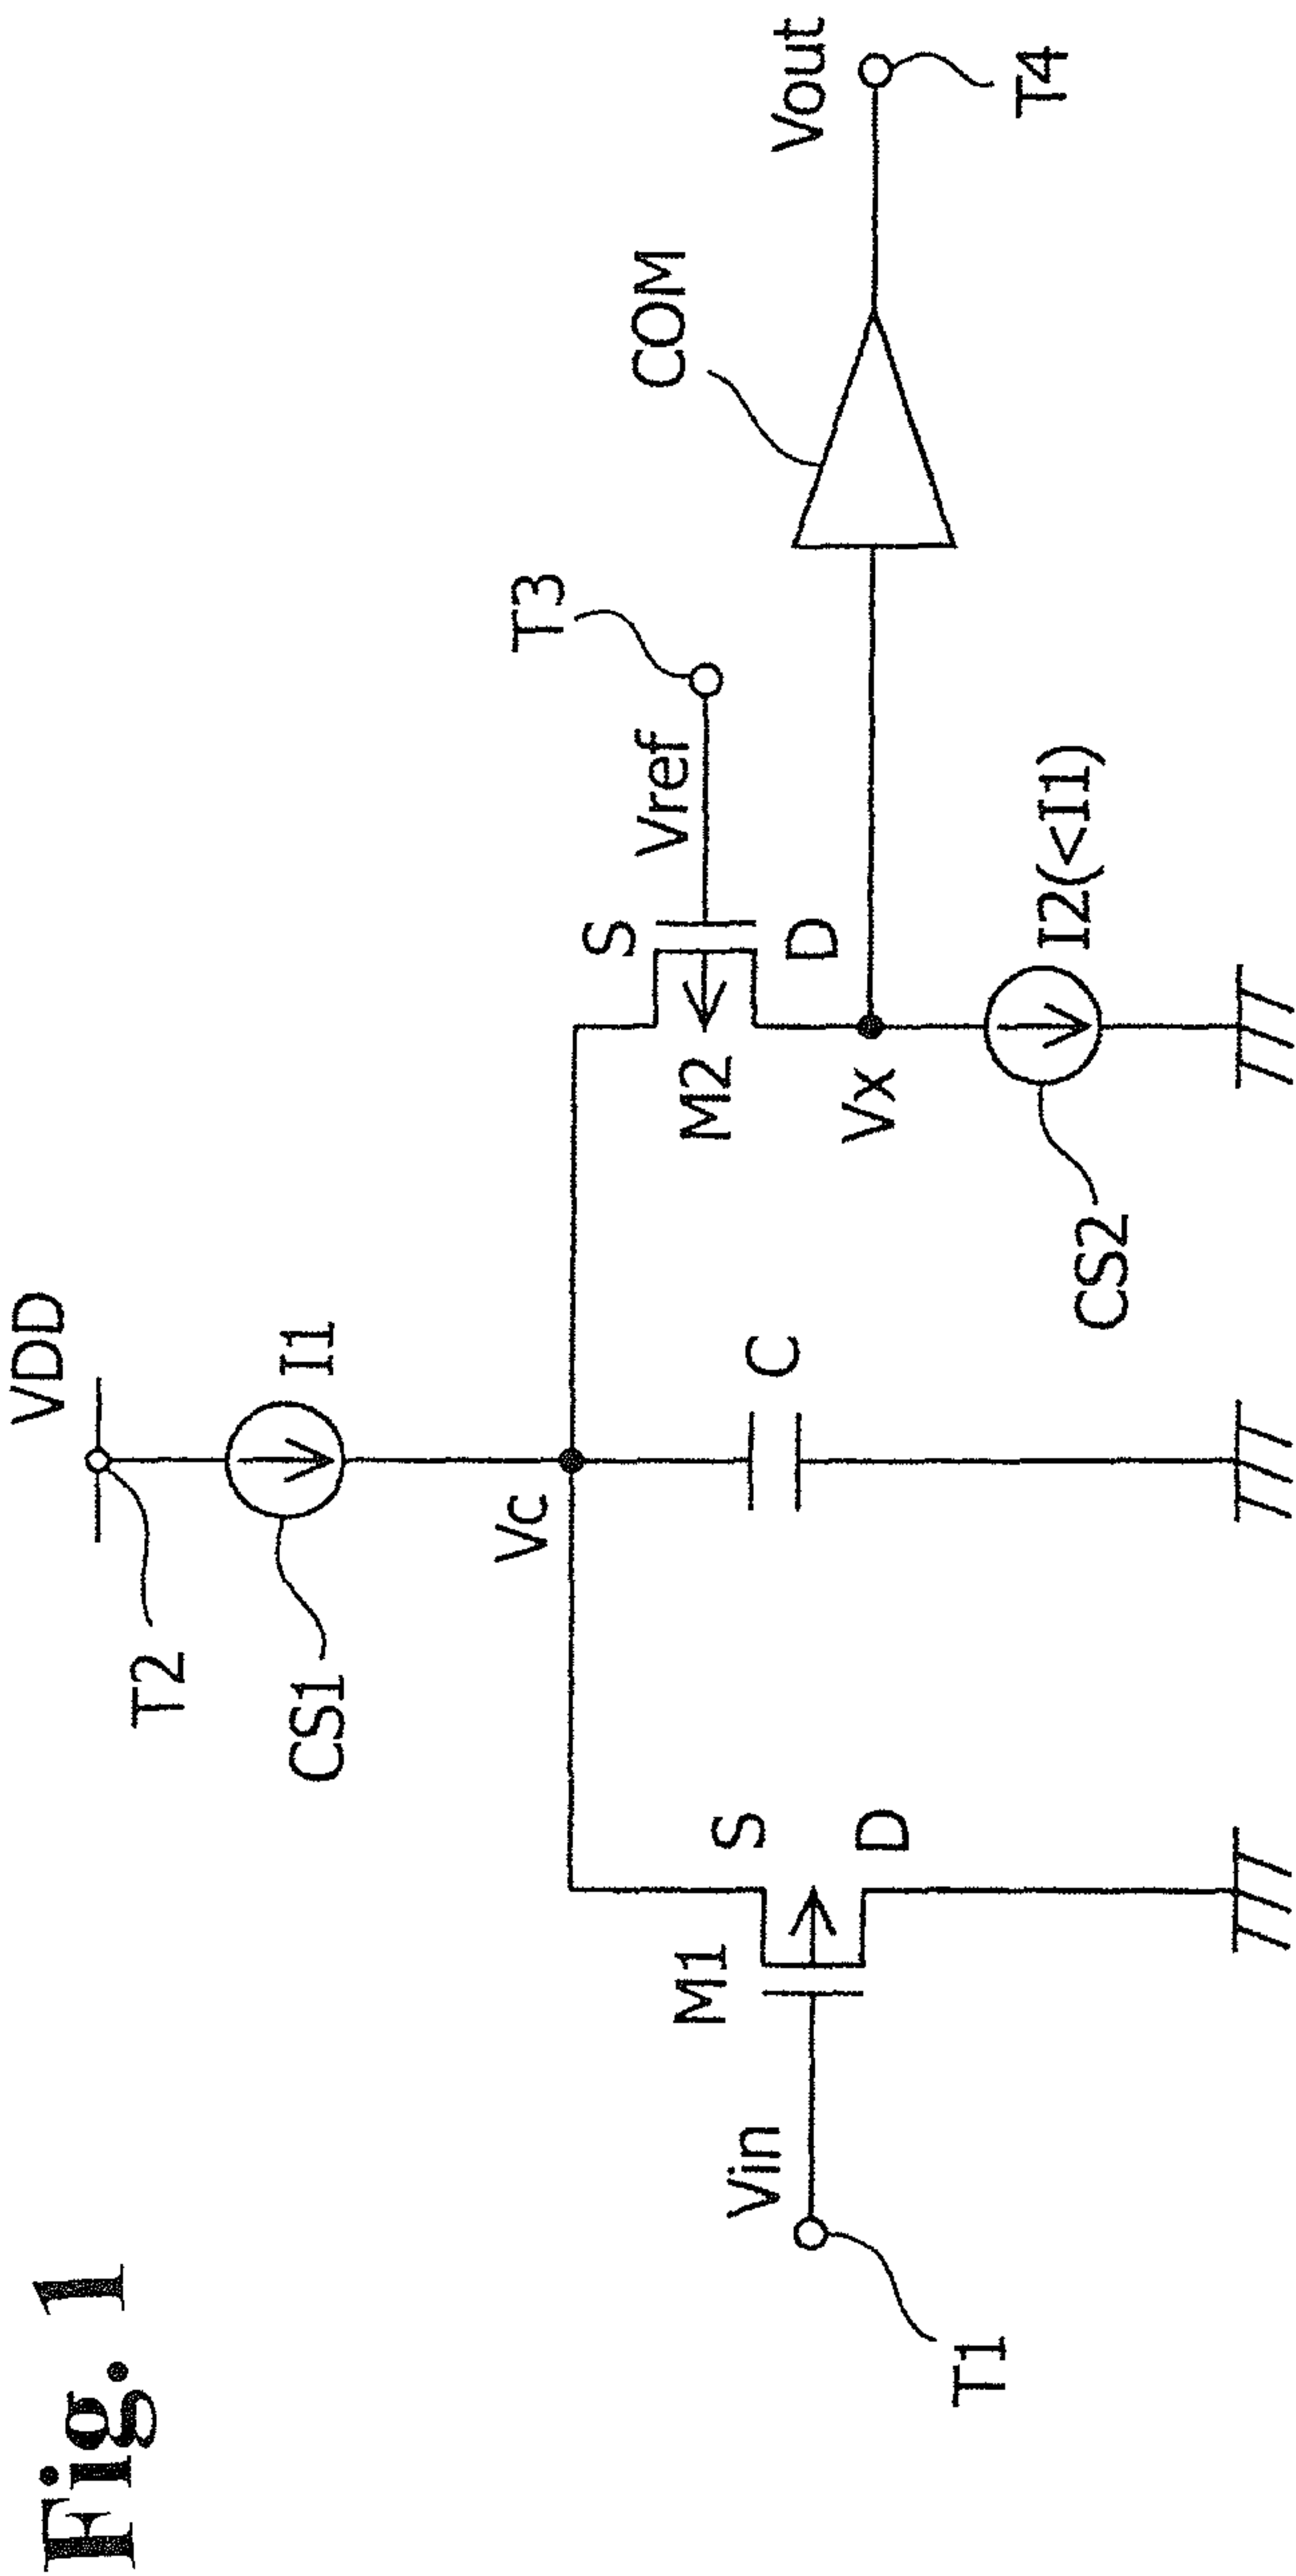 Fig. 1
VDD
T2
I1
CS1
Vc
Vin
T1
M1
S
D
C
S
M2
D
Vref
T3
Vx
CS2
I2(<I1)
COM
Vout
T4